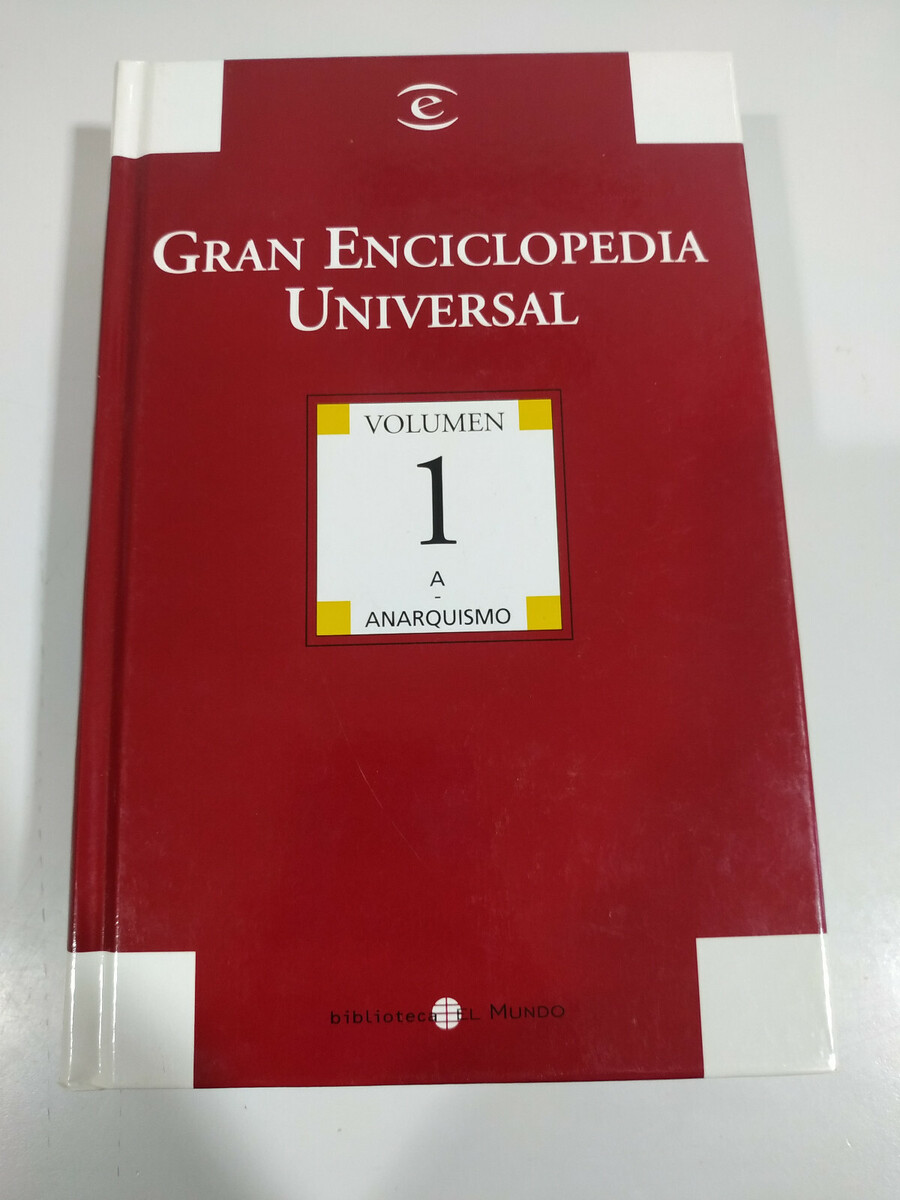 e
GRAN ENCICLOPEDIA
UNIVERSAL
VOLUMEN
1
A
-
ANARQUISMO
biblioteca EL MUNDO